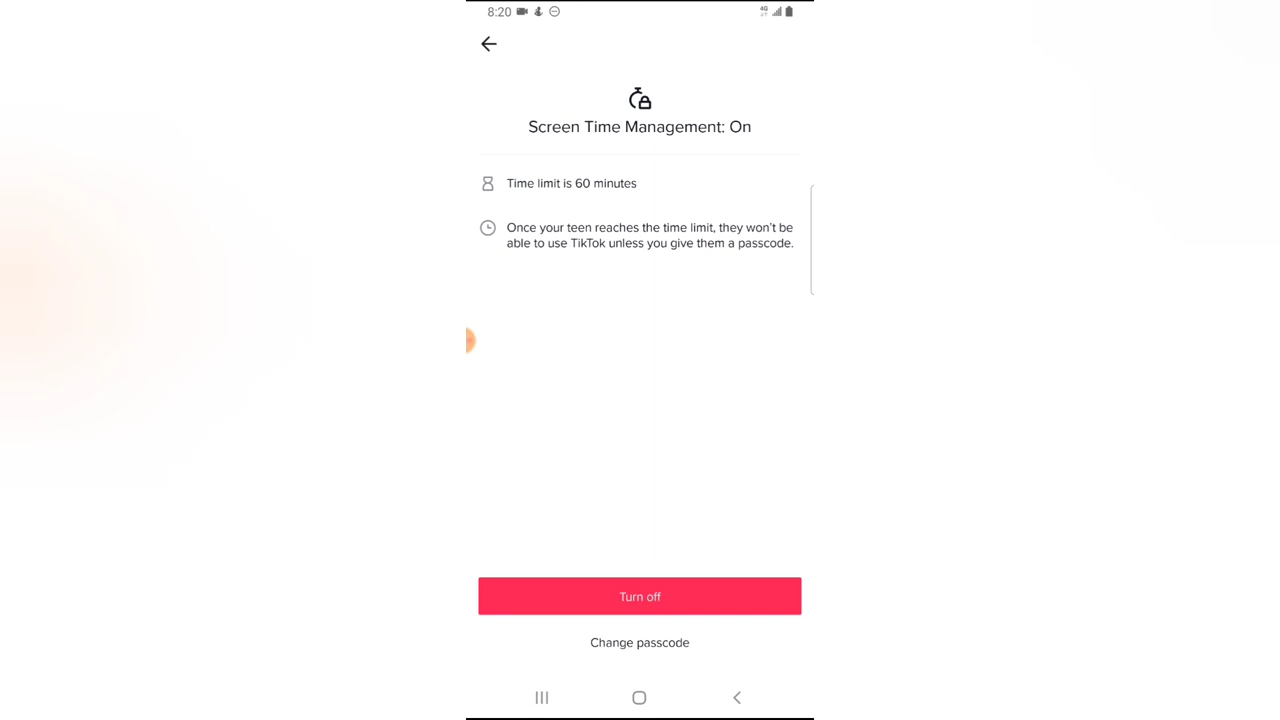 8:20
4G
Screen Time Management: On
Time limit is 60 minutes
Once your teen reaches the time limit, they won't be
able to use TikTok unless you give them a passcode.
Turn off
Change passcode